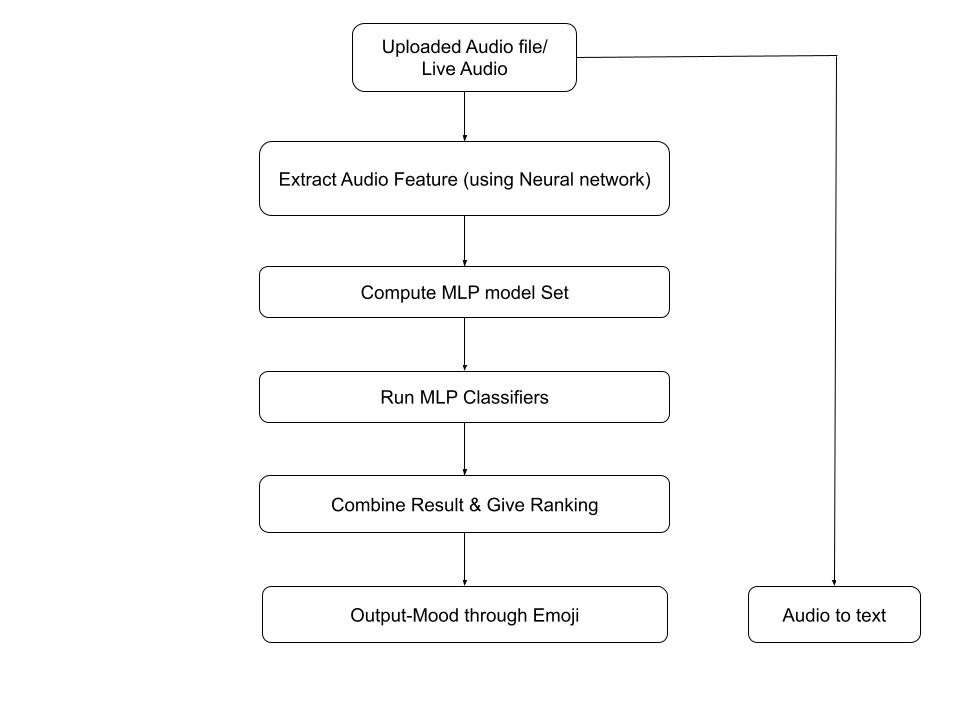 Uploaded Audio file/
Live Audio
Extract Audio Feature (using Neural network)
Compute MLP model Set
Run MLP Classifiers
Combine Result & Give Ranking
Output-Mood through Emoji
Audio to text